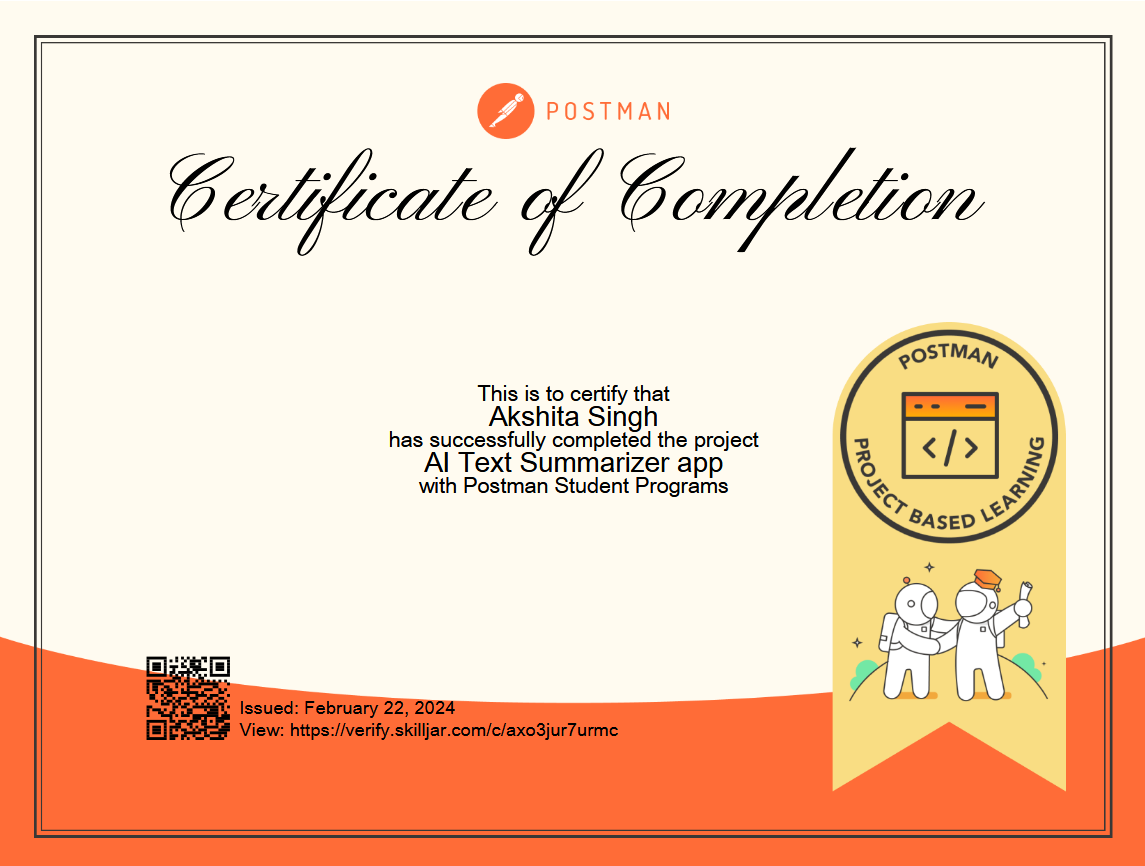 POSTMAN
Certificate of Completion
This is to certify that
Akshita Singh
has successfully completed the project
AI Text Summarizer app
with Postman Student Programs
POSTMAN
</>
PROJECT BASED LEARNING
Issued: February 22, 2024
View: https://verify.skilljar.com/c/axo3jur7urmc